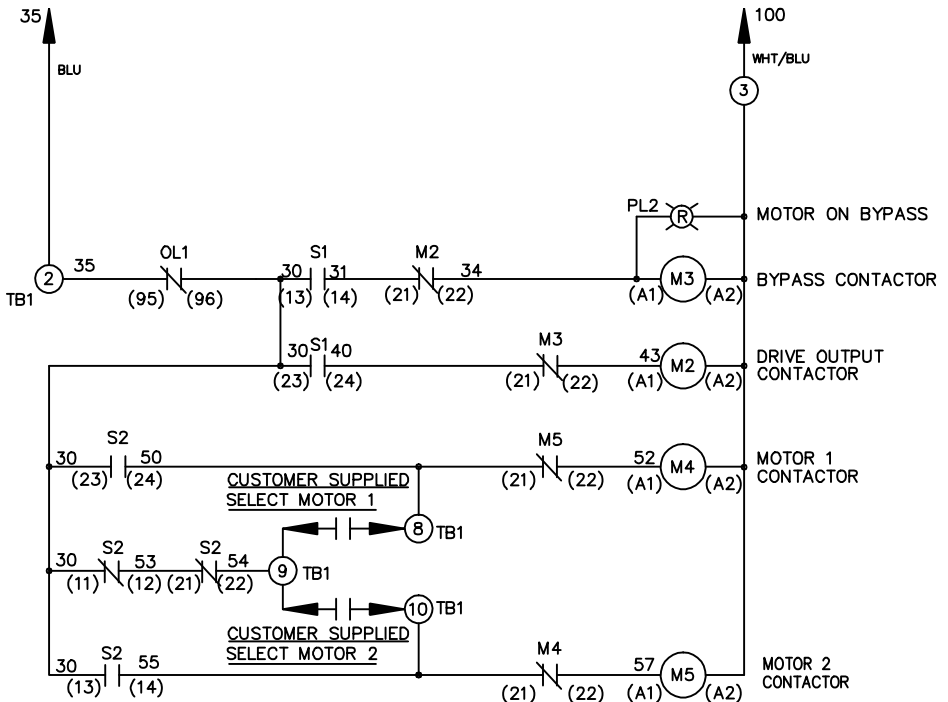 35
100
BLU
WHT/BLU
3
PL2 R MOTOR ON BYPASS
OL1 S1 M2
2 35 30 31 34 M3 BYPASS CONTACTOR
TB1 (95) (96) (13) (14) (21) (22) (A1) (A2)
S1 M3
30 40 43 M2 DRIVE OUTPUT
CONTACTOR
(23) (24) (21) (22) (A1) (A2)
S2 M5
30 50 52 M4 MOTOR 1
CONTACTOR
(23) (24) (21) (22) (A1) (A2)
CUSTOMER SUPPLIED
SELECT MOTOR 1
8 TB1
S2 S2
30 53 54 9 TB1
(11) (12) (21) (22)
10 TB1
CUSTOMER SUPPLIED
SELECT MOTOR 2
S2 M4
30 55 57 M5 MOTOR 2
CONTACTOR
(13) (14) (21) (22) (A1) (A2)